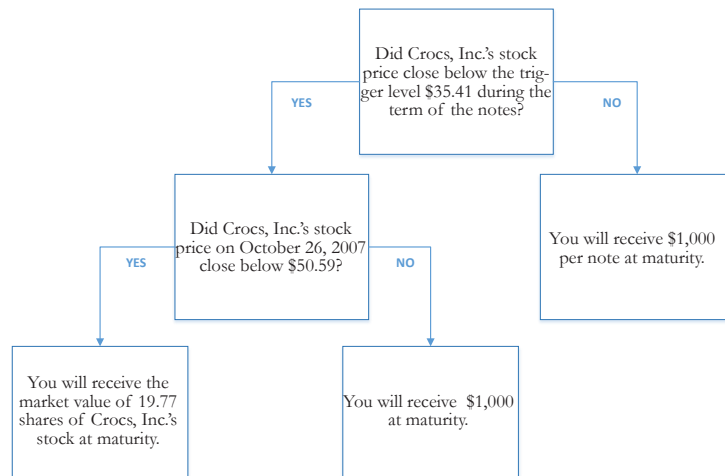 Did Crocs, Inc.'s stock
price close below the trig-
ger level $35.41 during the
term of the notes?
YES
NO
Did Crocs, Inc.'s stock
price on October 26, 2007
close below $50.59?
You will receive $1,000
per note at maturity.
YES
NO
You will receive the
market value of 19.77
shares of Crocs, Inc.'s
stock at maturity.
You will receive $1,000
at maturity.